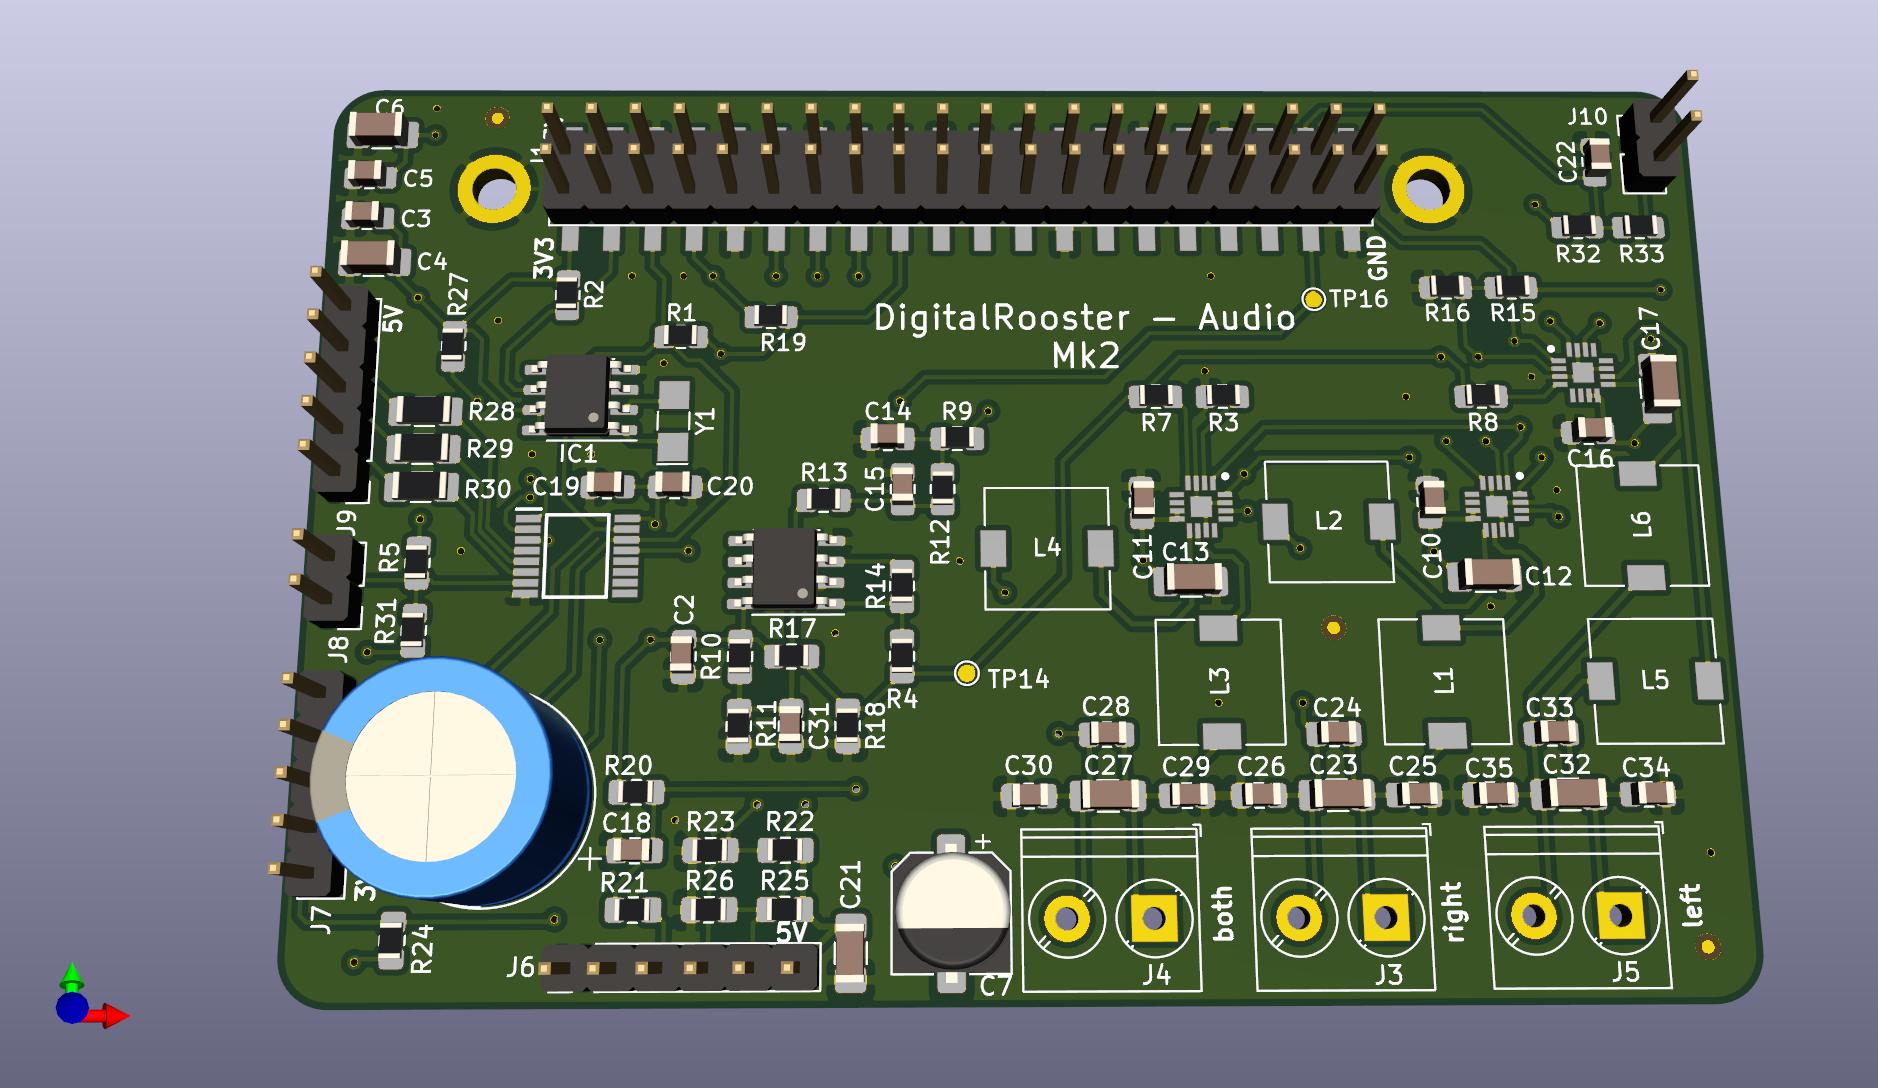 C6
J10
C22
C5
C3
C4
3V3
GND
R32
R33
R27
R2
5V
R1
R19
DigitalRooster – Audio
Mk2
TP16
R16
R15
C17
R28
R29
R30
IC1
Y1
C19
C20
C14
R9
R7
R3
R8
C16
R13
C15
R12
L4
L2
L6
C11
C13
C10
C12
J9
R5
R31
J8
R14
C2
R10
R17
R4
TP14
L3
L1
L5
R11
C31
R18
C28
C24
C33
R20
C30
C27
C29
C26
C23
C25
C35
C32
C34
C18
R23
R22
+
R21
R26
R25
C21
+
J7
R24
5V
J6
C7
both
J4
right
J3
left
J5